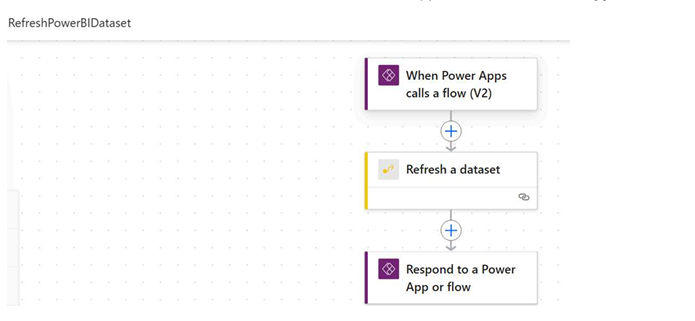 RefreshPowerBIDataset
When Power Apps
calls a flow (V2)
Refresh a dataset
Respond to a Power
App or flow